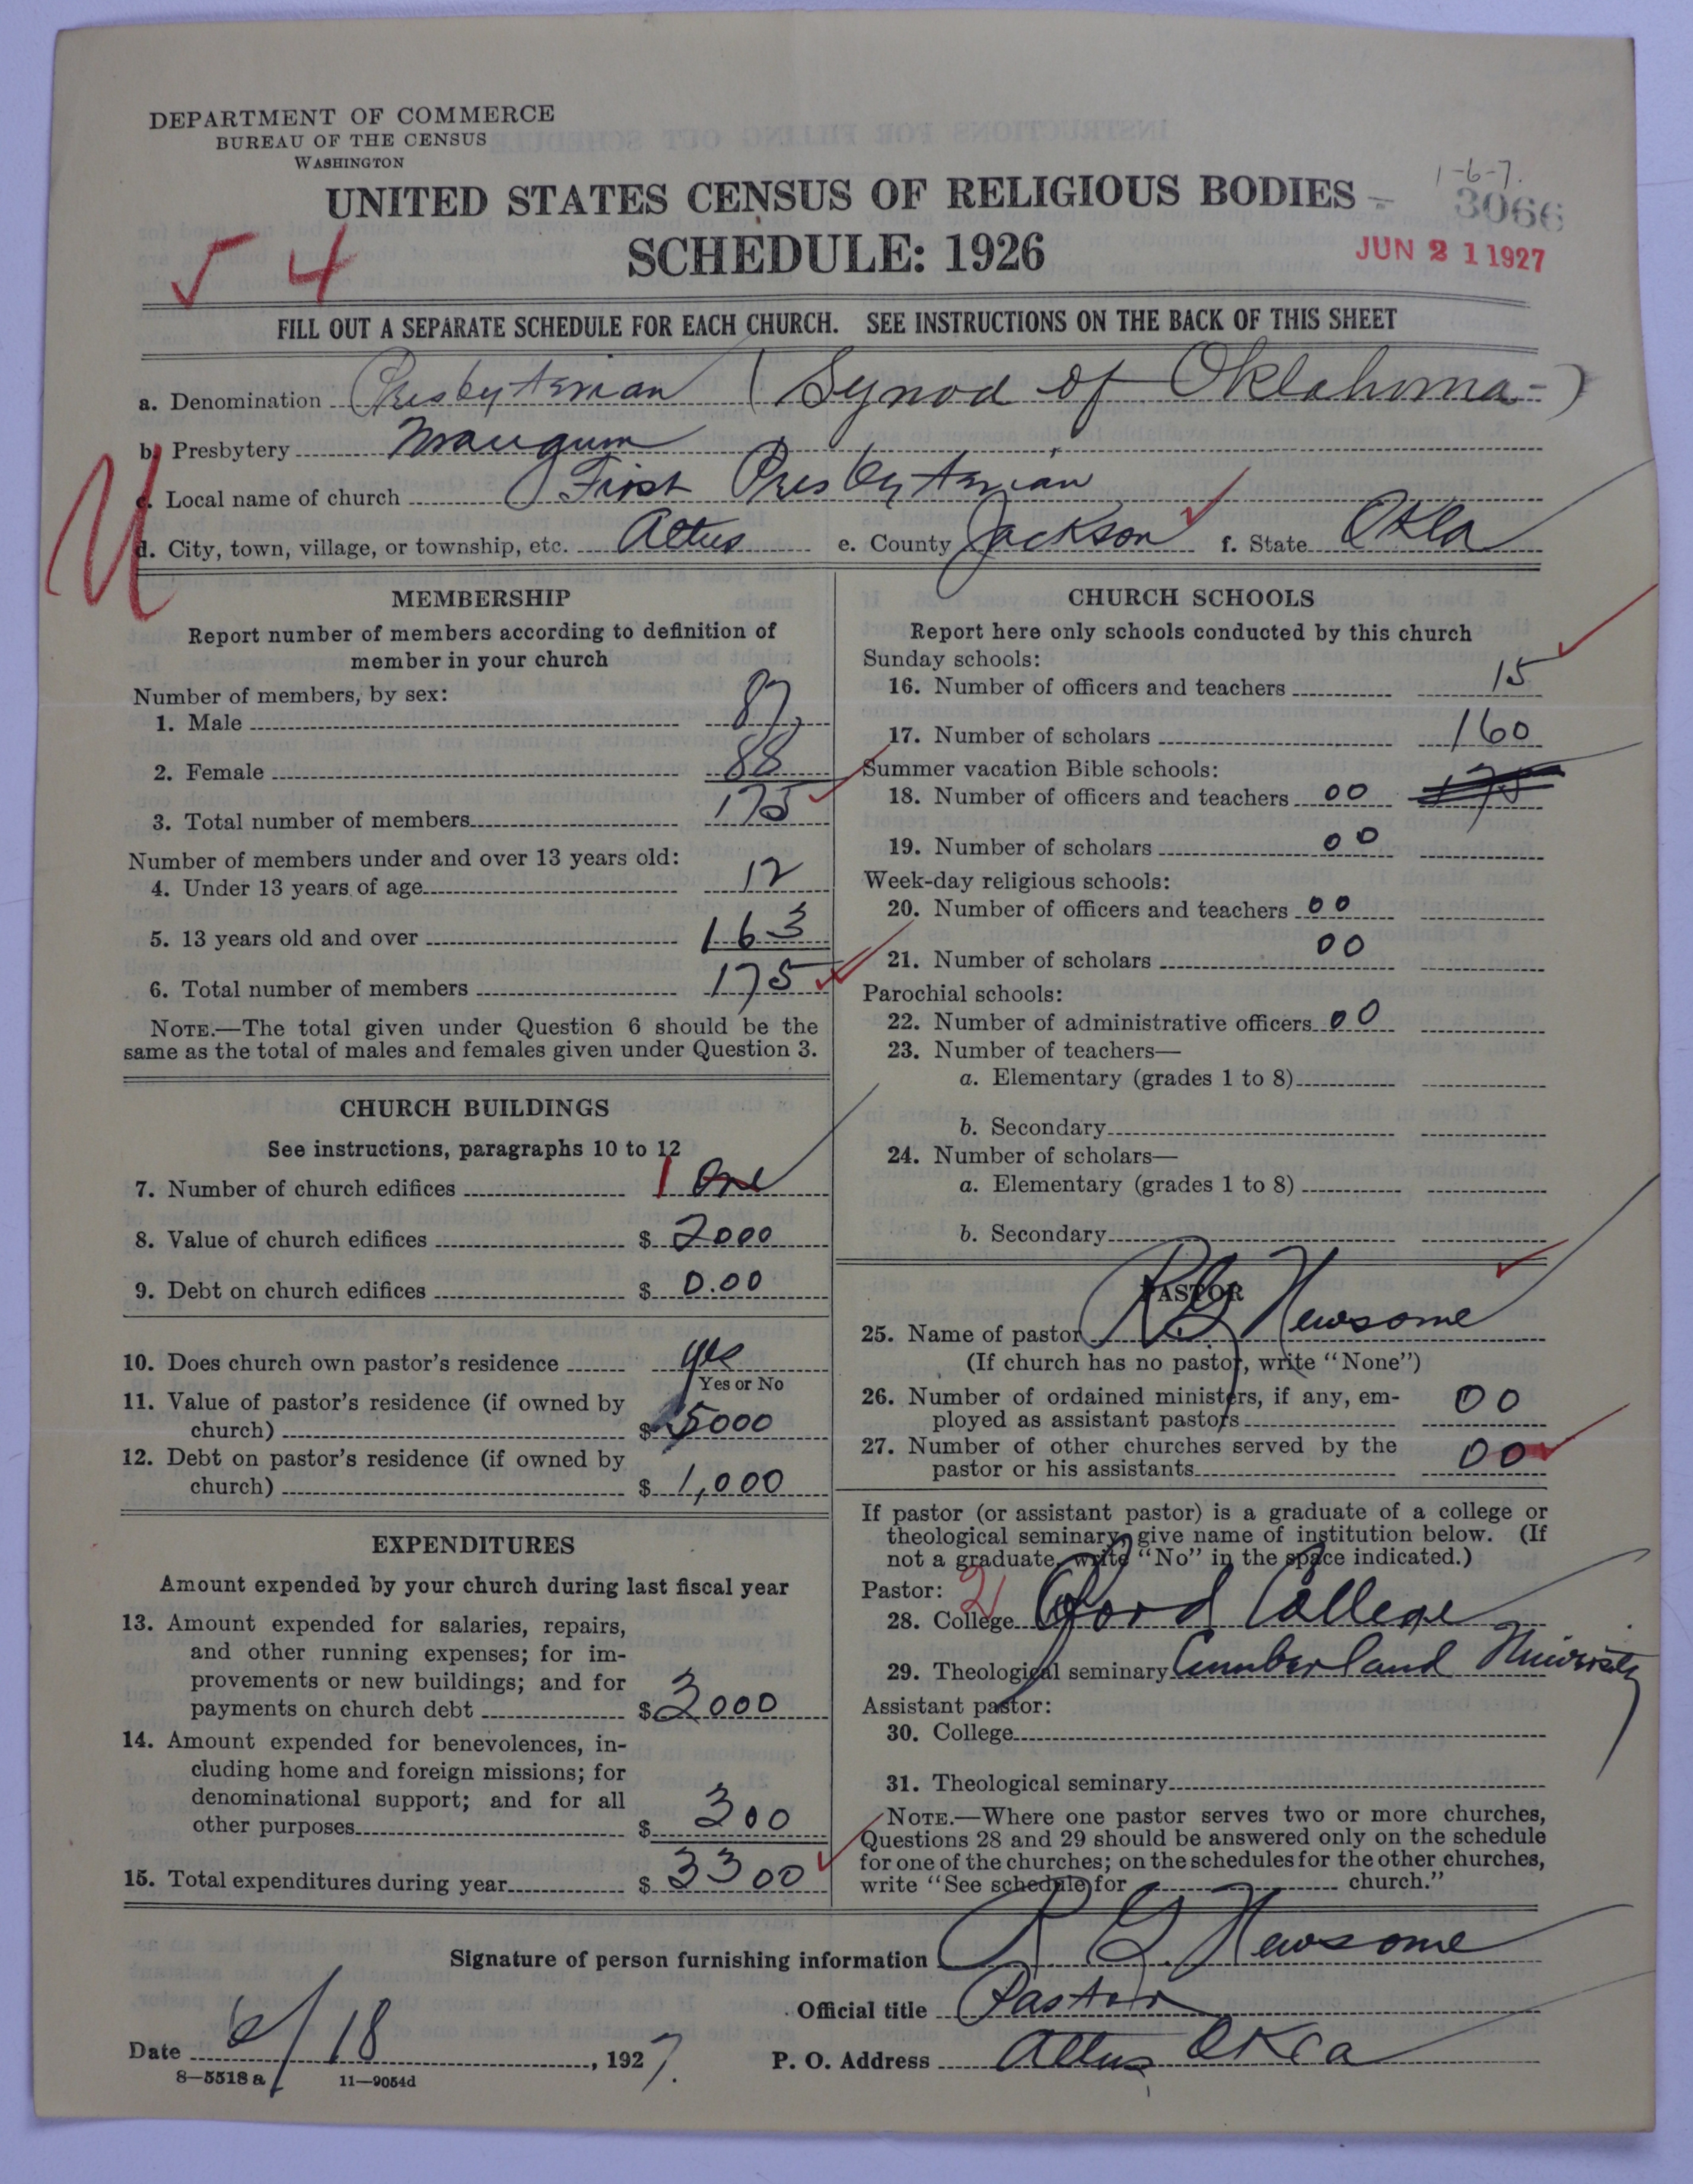 DEPARTMENT OF COMMERCE
BUREAU OF THE CENSUS
WASHINGTON
UNITED STATES CENSUS OF RELIGIOUS BODIES
SCHEDULE: 1926
1-6-7.
3066
JUN 21 1927
√ 4
FILL OUT A SEPARATE SCHEDULE FOR EACH CHURCH. SEE INSTRUCTIONS ON THE BACK OF THIS SHEET
a. Denomination Presbyterian (Synod of Oklahoma-)
b. Presbytery Mangum
c. Local name of church First Presbyterian
d. City, town, village, or township, etc. Altus e. County Jackson f. State Okla
MEMBERSHIP
Report number of members according to definition of
member in your church
Number of members, by sex:
1. Male 87
2. Female 88
3. Total number of members 175
Number of members under and over 13 years old:
4. Under 13 years of age 12
5. 13 years old and over 163
6. Total number of members 175
NOTE.—The total given under Question 6 should be the
same as the total of males and females given under Question 3.
CHURCH BUILDINGS
See instructions, paragraphs 10 to 12
7. Number of church edifices 1 One
8. Value of church edifices $ 2000
9. Debt on church edifices $ 0.00
10. Does church own pastor's residence yes
Yes or No
11. Value of pastor's residence (if owned by
church) $ 5000
12. Debt on pastor's residence (if owned by
church) $ 1,000
EXPENDITURES
Amount expended by your church during last fiscal year
13. Amount expended for salaries, repairs,
and other running expenses; for im-
provements or new buildings; and for
payments on church debt $ 3000
14. Amount expended for benevolences, in-
cluding home and foreign missions; for
denominational support; and for all
other purposes $ 300
15. Total expenditures during year $ 3300
CHURCH SCHOOLS
Report here only schools conducted by this church
Sunday schools:
16. Number of officers and teachers 15
17. Number of scholars 160
Summer vacation Bible schools:
18. Number of officers and teachers 00 175
19. Number of scholars 00
Week-day religious schools:
20. Number of officers and teachers 00
21. Number of scholars 00
Parochial schools:
22. Number of administrative officers 00
23. Number of teachers—
a. Elementary (grades 1 to 8)
b. Secondary
24. Number of scholars—
a. Elementary (grades 1 to 8)
b. Secondary
PASTOR
25. Name of pastor R G Newsome
(If church has no pastor, write "None")
26. Number of ordained ministers, if any, em-
ployed as assistant pastors 00
27. Number of other churches served by the
pastor or his assistants 00
If pastor (or assistant pastor) is a graduate of a college or
theological seminary, give name of institution below. (If
not a graduate, write "No" in the space indicated.)
Pastor: 2
28. College College
29. Theological seminary Cumberland University
Assistant pastor:
30. College
31. Theological seminary
NOTE.—Where one pastor serves two or more churches,
Questions 28 and 29 should be answered only on the schedule
for one of the churches; on the schedules for the other churches,
write "See schedule for church."
Signature of person furnishing information R G Newsome
Official title Pastor
Date 6/18, 1927. P. O. Address Altus Okla
8—5518 a 11—9054d